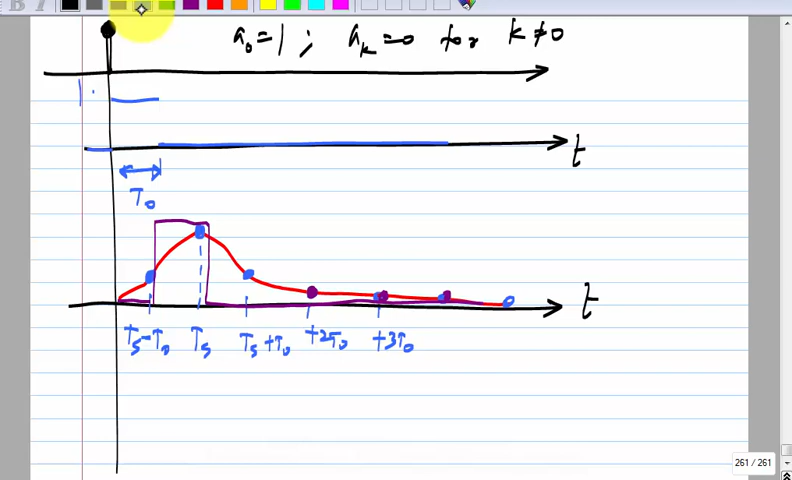 B I
a₀=1 ; aₖ=0 for k≠0
1
t
T₀
t
Tₛ-T₀ Tₛ Tₛ+T₀ +2T₀ +3T₀
261 / 261